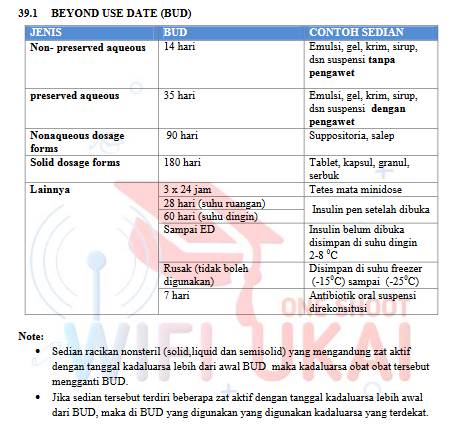 39.1 BEYOND USE DATE (BUD)
JENIS BUD CONTOH SEDIAN
Non- preserved aqueous 14 hari Emulsi, gel, krim, sirup,
dsn suspensi tanpa
pengawet
preserved aqueous 35 hari Emulsi, gel, krim, sirup,
dsn suspensi dengan
pengawet
Nonaqueous dosage 90 hari Suppositoria, salep
forms
Solid dosage forms 180 hari Tablet, kapsul, granul,
serbuk
Lainnya 3 x 24 jam Tetes mata minidose
28 hari (suhu ruangan) Insulin pen setelah dibuka
60 hari (suhu dingin)
Sampai ED Insulin belum dibuka
disimpan di suhu dingin
2-8 ⁰C
Rusak (tidak boleh Disimpan di suhu freezer
digunakan) (-15⁰C) sampai (-25⁰C)
7 hari Antibiotik oral suspensi
direkonsitusi
ONE SHOOT
WIFI UKAI
Note:
• Sedian racikan nonsteril (solid,liquid dan semisolid) yang mengandung zat aktif
dengan tanggal kadaluarsa lebih dari awal BUD maka kadaluarsa obat obat tersebut
mengganti BUD.
• Jika sedian tersebut terdiri beberapa zat aktif dengan tanggal kadaluarsa lebih awal
dari BUD, maka di BUD yang digunakan yang digunakan kadaluarsa yang terdekat.